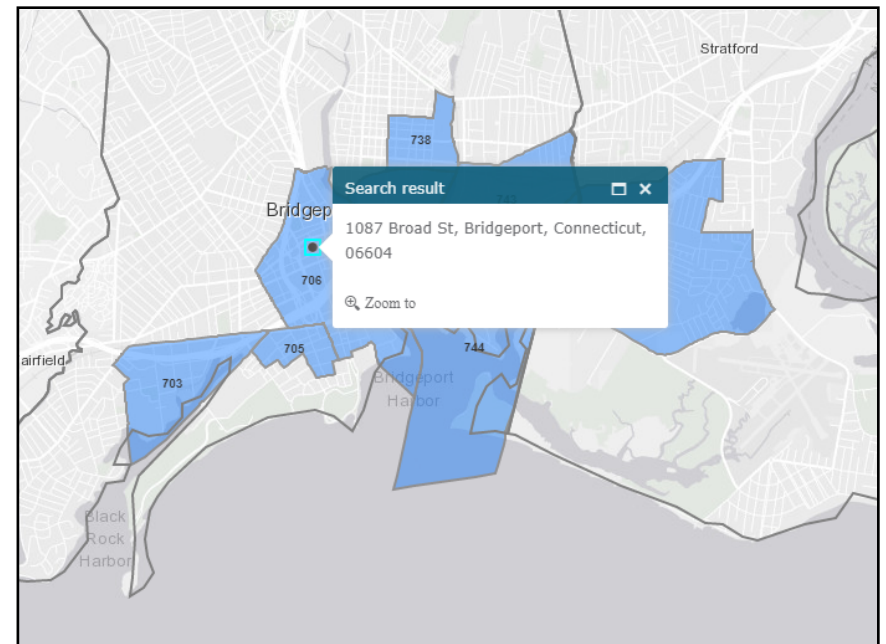 Stratford
738
Search result
743
Bridgep
1087 Broad St, Bridgeport, Connecticut,
06604
706
Zoom to
705
744
airfield
703
Bridgeport
Harbor
Black
Rock
Harbor